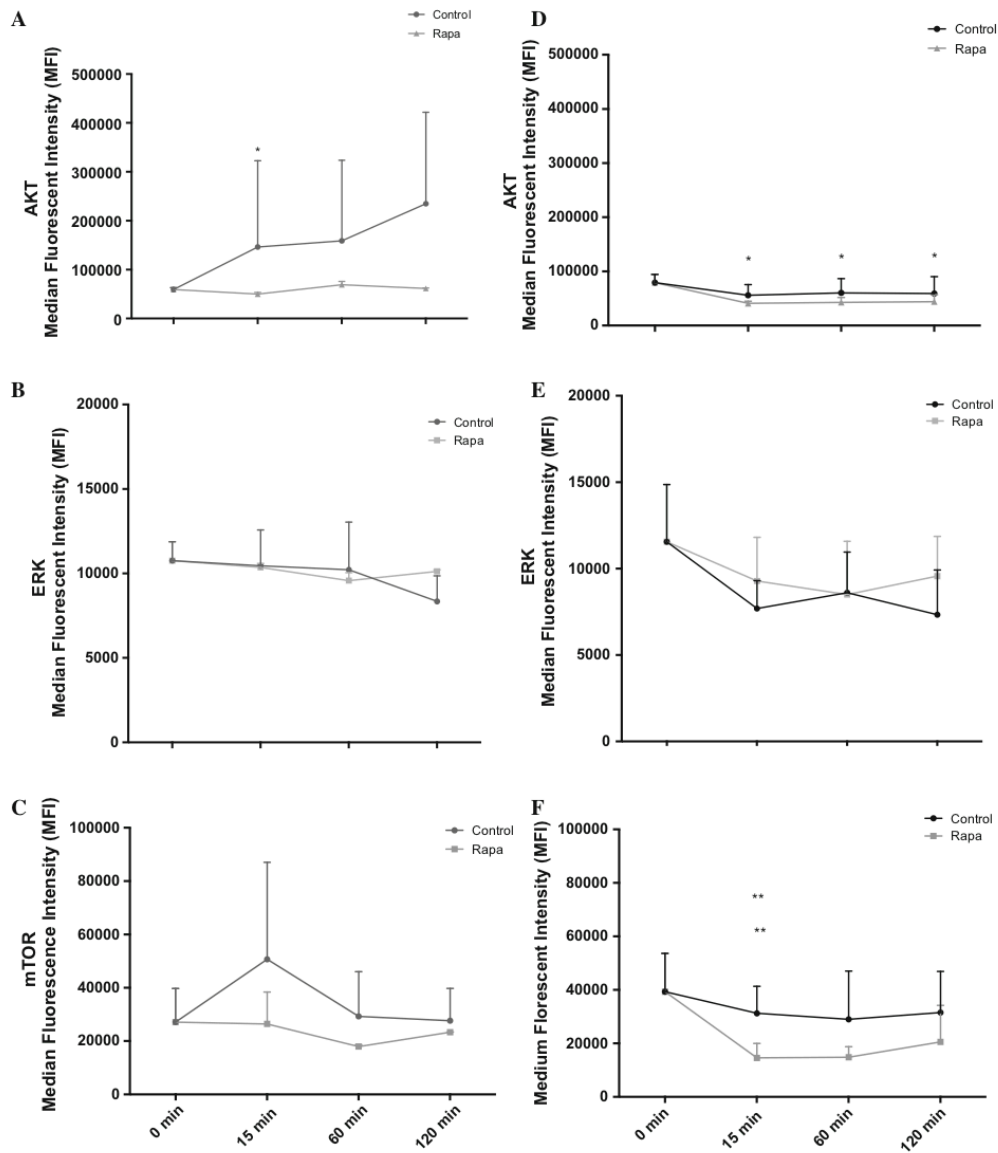 A
Control
Rapa
AKT
Median Fluorescent Intensity (MFI)
500000
400000
300000
200000
100000
0
*
D
Control
Rapa
AKT
Median Fluorescent Intensity (MFI)
500000
400000
300000
200000
100000
0
* * *
B
Control
Rapa
ERK
Median Fluorescent Intensity (MFI)
20000
15000
10000
5000
0
E
Control
Rapa
ERK
Median Fluorescent Intensity (MFI)
20000
15000
10000
5000
0
C
Control
Rapa
mTOR
Median Fluorescence Intensity (MFI)
100000
80000
60000
40000
20000
0
0 min 15 min 60 min 120 min
F
Control
Rapa
Medium Florescent Intensity (MFI)
100000
80000
60000
40000
20000
0
**
**
0 min 15 min 60 min 120 min